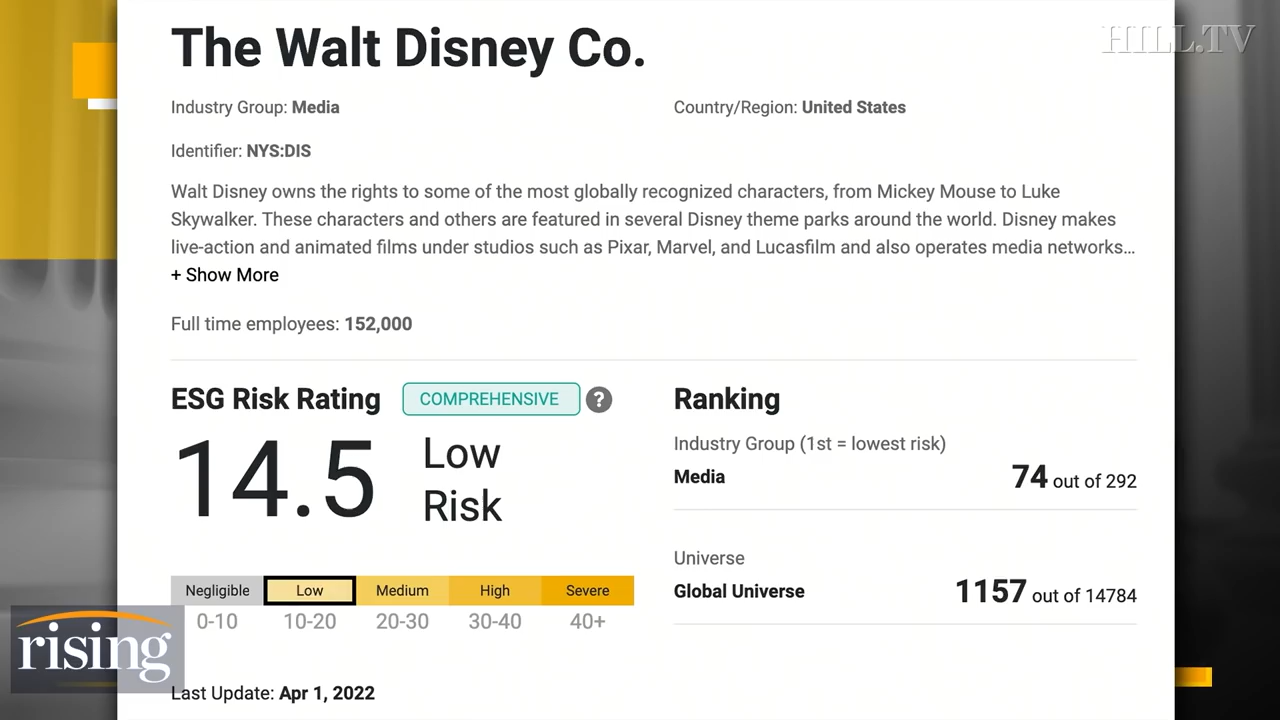 The Walt Disney Co.
HILL.TV
Industry Group: Media
Country/Region: United States
Identifier: NYS:DIS
Walt Disney owns the rights to some of the most globally recognized characters, from Mickey Mouse to Luke
Skywalker. These characters and others are featured in several Disney theme parks around the world. Disney makes
live-action and animated films under studios such as Pixar, Marvel, and Lucasfilm and also operates media networks...
+ Show More
Full time employees: 152,000
ESG Risk Rating
COMPREHENSIVE
?
14.5
Low
Risk
Negligible
Low
Medium
High
Severe
0-10
10-20
20-30
30-40
40+
Last Update: Apr 1, 2022
Ranking
Industry Group (1st = lowest risk)
Media
74 out of 292
Universe
Global Universe
1157 out of 14784
rising